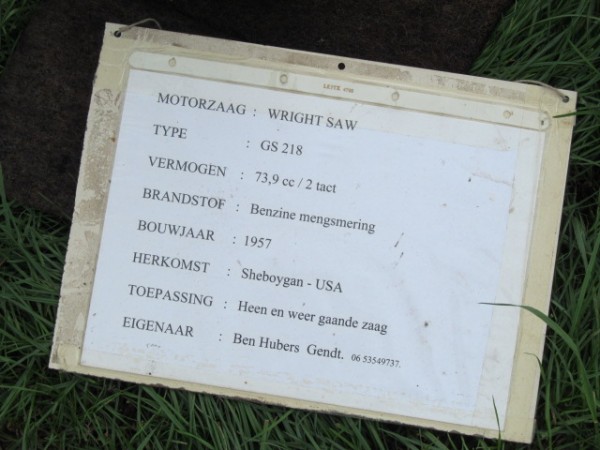 MOTORZAAG : WRIGHT SAW
TYPE : GS 218
VERMOGEN : 73,9 cc / 2 tact
BRANDSTOF : Benzine mengsmering
BOUWJAAR : 1957
HERKOMST : Sheboygan - USA
TOEPASSING : Heen en weer gaande zaag
EIGENAAR : Ben Hubers Gendt. 06 53549737.